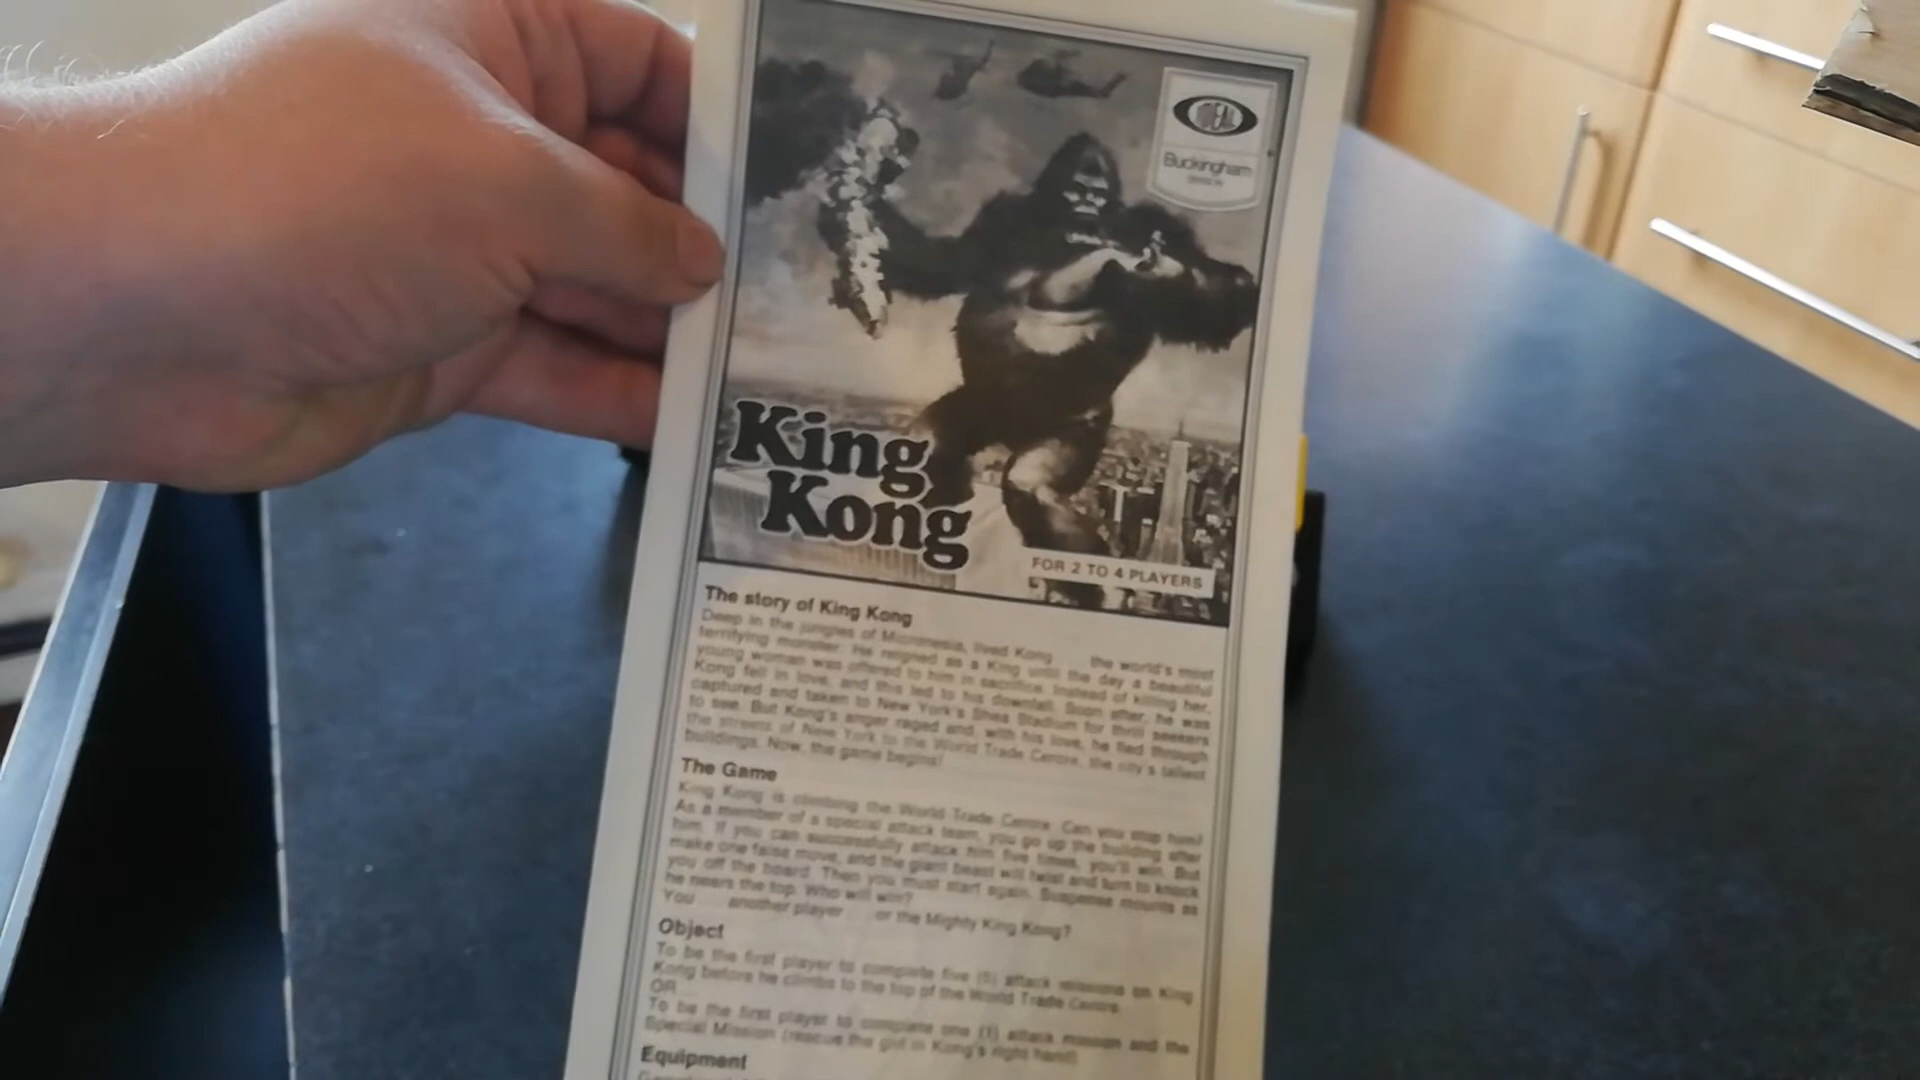 IDEAL
Buckingham
King
Kong
FOR 2 TO 4 PLAYERS
The story of King Kong
Deep in the jungles of Micronesia, lived Kong the world's most
terrifying monster. He reigned as a King until the day a beautiful
young woman was offered to him in sacrifice. Instead of killing her,
Kong fell in love, and this led to his downfall. Soon after, he was
captured and taken to New York's Shea Stadium for thrill seekers
to see. But Kong's anger raged and, with his love, he fled through
the streets of New York to the World Trade Centre, the city's tallest
buildings. Now, the game begins!
The Game
King Kong is climbing the World Trade Centre. Can you stop him?
As a member of a special attack team, you go up the building after
him. If you can successfully attack him five times, you'll win. But
make one false move, and the giant beast will twist and turn to knock
you off the board. Then you must start again. Suspense mounts as
he nears the top. Who will win?
You another player or the Mighty King Kong?
Object
To be the first player to complete five (5) attack missions on King
Kong before he climbs to the top of the World Trade Centre.
OR
To be the first player to complete one (1) attack mission and the
Special Mission (rescue the girl in Kong's right hand)
Equipment